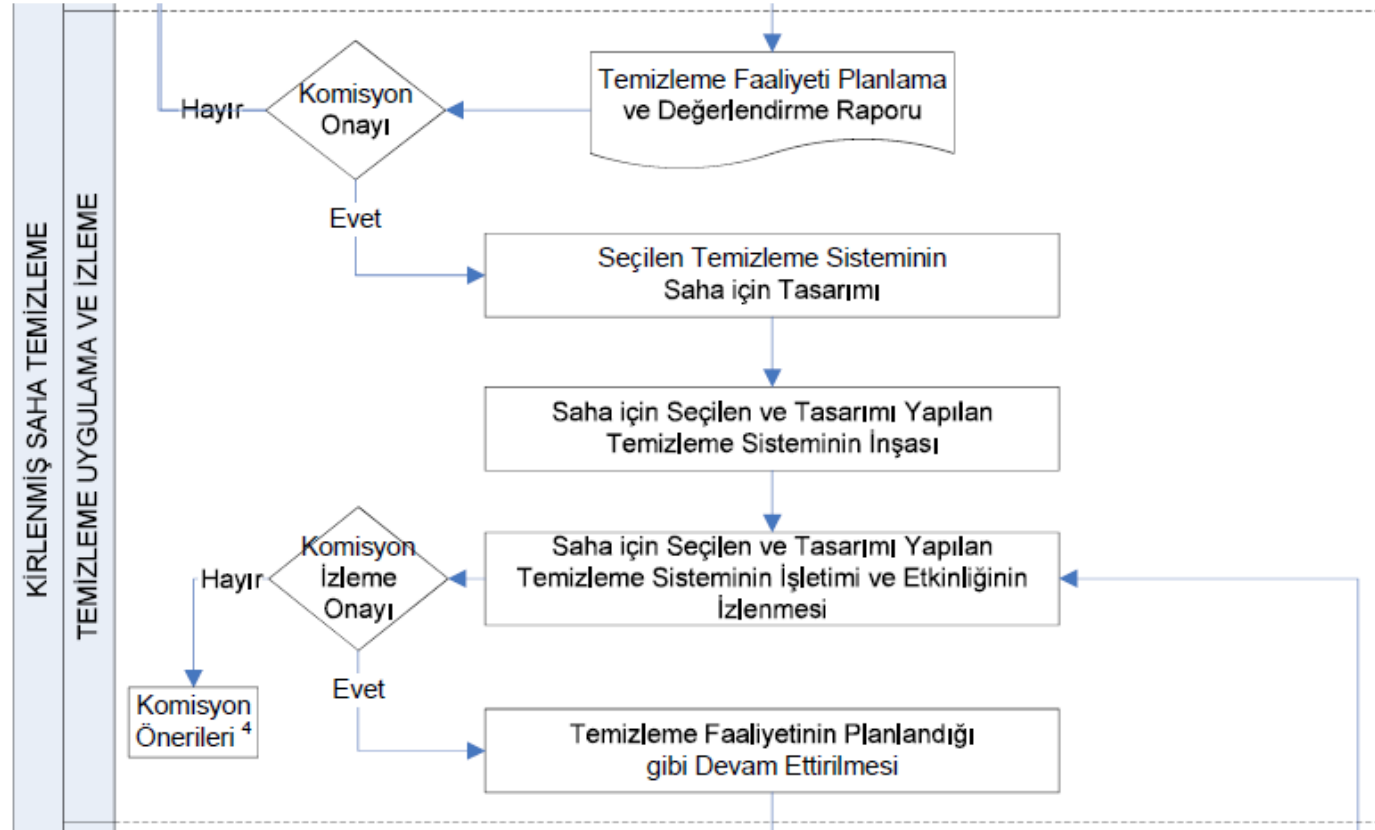 KİRLENMİŞ SAHA TEMİZLEME
TEMİZLEME UYGULAMA VE İZLEME
Temizleme Faaliyeti Planlama
ve Değerlendirme Raporu
Komisyon
Onayı
Hayır
Evet
Seçilen Temizleme Sisteminin
Saha için Tasarımı
Saha için Seçilen ve Tasarımı Yapılan
Temizleme Sisteminin İnşası
Saha için Seçilen ve Tasarımı Yapılan
Temizleme Sisteminin İşletimi ve Etkinliğinin
İzlenmesi
Komisyon
İzleme
Onayı
Hayır
Evet
Komisyon
Önerileri 4
Temizleme Faaliyetinin Planlandığı
gibi Devam Ettirilmesi